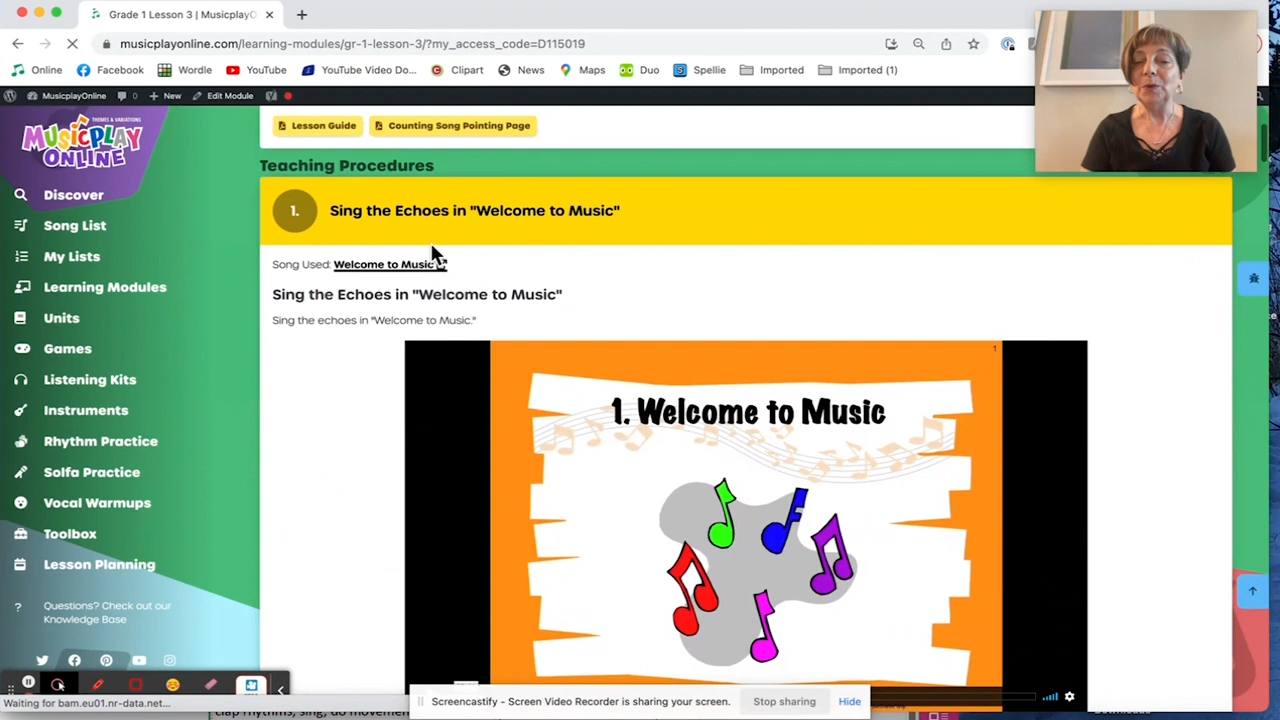 Grade 1 Lesson 3 | MusicplayO
musicplayonline.com/learning-modules/gr-1-lesson-3/?my_access_code=D115019
Online Facebook Wordle YouTube YouTube Video Do... Clipart News Maps Duo Spellie Imported Imported (1)
MusicplayOnline 0 New Edit Module
THEMES & VARIATIONS
MUSICPLAY
ONLINE
Discover
Song List
My Lists
Learning Modules
Units
Games
Listening Kits
Instruments
Rhythm Practice
Solfa Practice
Vocal Warmups
Toolbox
Lesson Planning
? Questions? Check out our
Knowledge Base
Waiting for bam.eu01.nr-data.net...
Lesson Guide Counting Song Pointing Page
Teaching Procedures
1. Sing the Echoes in "Welcome to Music"
Song Used: Welcome to Music
Sing the Echoes in "Welcome to Music"
Sing the echoes in "Welcome to Music."
1
1. Welcome to Music
Screencastify - Screen Video Recorder is sharing your screen. Stop sharing Hide